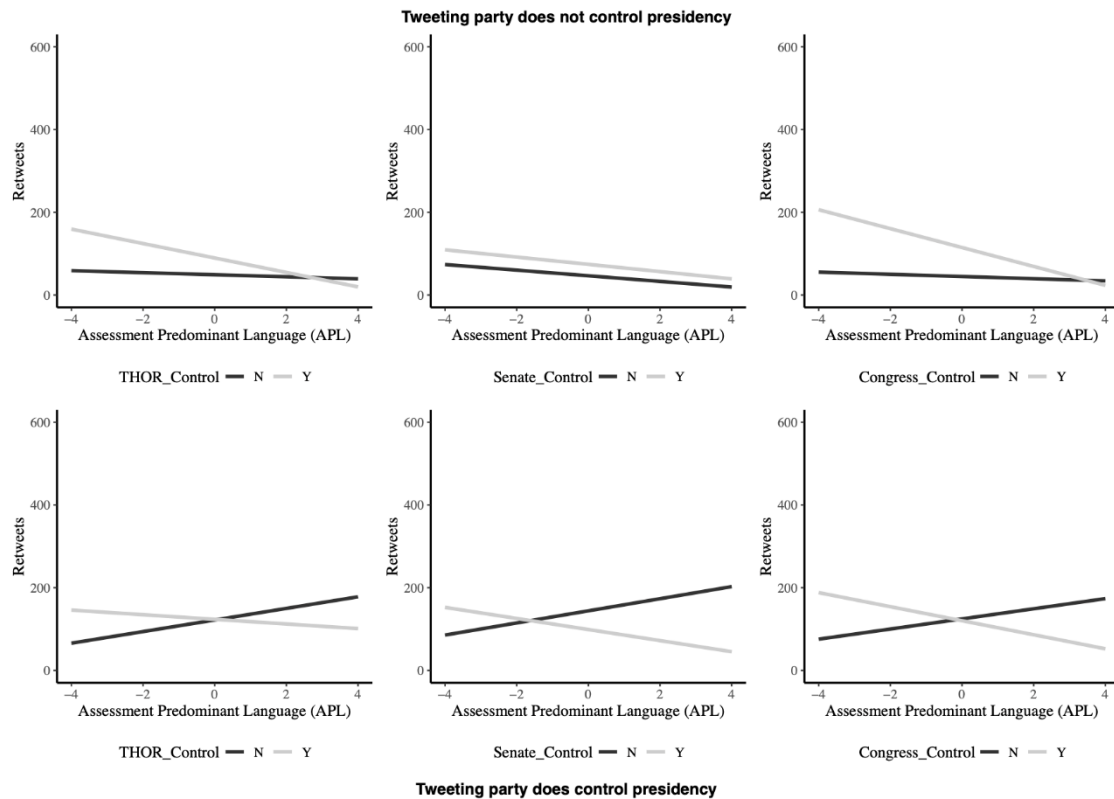 Tweeting party does not control presidency
600
400
200
0
Retweets
−4 −2 0 2 4
Assessment Predominant Language (APL)
THOR_Control N Y
600
400
200
0
Retweets
−4 −2 0 2 4
Assessment Predominant Language (APL)
Senate_Control N Y
600
400
200
0
Retweets
−4 −2 0 2 4
Assessment Predominant Language (APL)
Congress_Control N Y
600
400
200
0
Retweets
−4 −2 0 2 4
Assessment Predominant Language (APL)
THOR_Control N Y
600
400
200
0
Retweets
−4 −2 0 2 4
Assessment Predominant Language (APL)
Senate_Control N Y
600
400
200
0
Retweets
−4 −2 0 2 4
Assessment Predominant Language (APL)
Congress_Control N Y
Tweeting party does control presidency